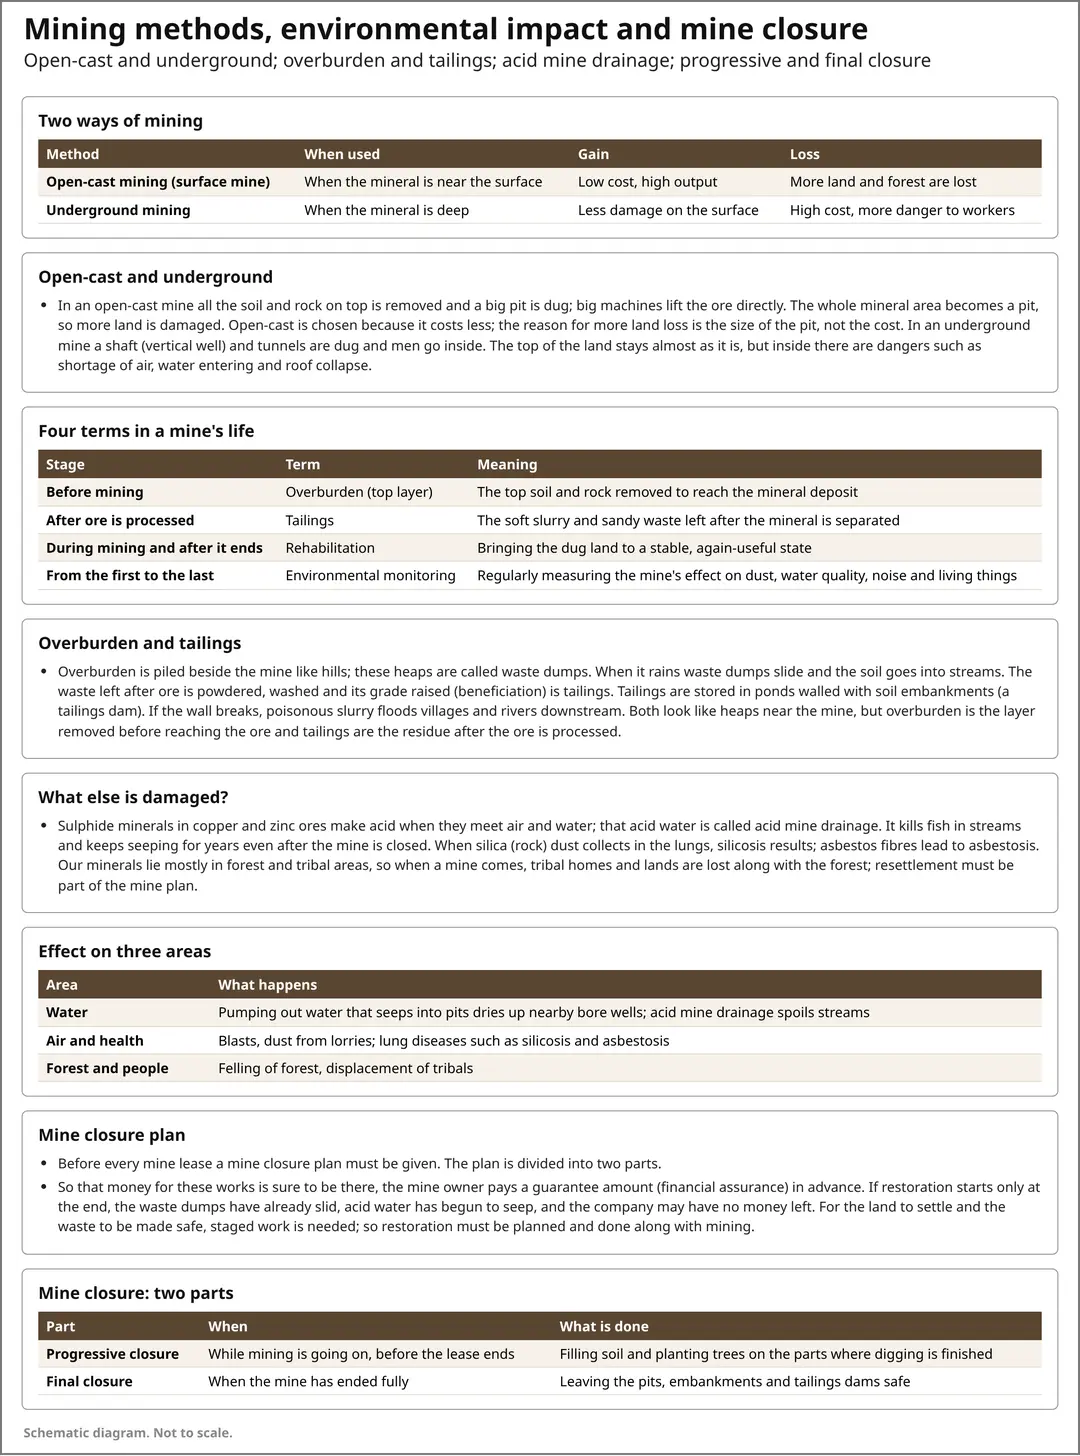 Mining methods, environmental impact and mine closure
Open-cast and underground; overburden and tailings; acid mine drainage; progressive and final closure
Two ways of mining
Method When used Gain Loss
Open-cast mining (surface mine) When the mineral is near the surface Low cost, high output More land and forest are lost
Underground mining When the mineral is deep Less damage on the surface High cost, more danger to workers
Open-cast and underground
• In an open-cast mine all the soil and rock on top is removed and a big pit is dug; big machines lift the ore directly. The whole mineral area becomes a pit,
so more land is damaged. Open-cast is chosen because it costs less; the reason for more land loss is the size of the pit, not the cost. In an underground
mine a shaft (vertical well) and tunnels are dug and men go inside. The top of the land stays almost as it is, but inside there are dangers such as
shortage of air, water entering and roof collapse.
Four terms in a mine's life
Stage Term Meaning
Before mining Overburden (top layer) The top soil and rock removed to reach the mineral deposit
After ore is processed Tailings The soft slurry and sandy waste left after the mineral is separated
During mining and after it ends Rehabilitation Bringing the dug land to a stable, again-useful state
From the first to the last Environmental monitoring Regularly measuring the mine's effect on dust, water quality, noise and living things
Overburden and tailings
• Overburden is piled beside the mine like hills; these heaps are called waste dumps. When it rains waste dumps slide and the soil goes into streams. The
waste left after ore is powdered, washed and its grade raised (beneficiation) is tailings. Tailings are stored in ponds walled with soil embankments (a
tailings dam). If the wall breaks, poisonous slurry floods villages and rivers downstream. Both look like heaps near the mine, but overburden is the layer
removed before reaching the ore and tailings are the residue after the ore is processed.
What else is damaged?
• Sulphide minerals in copper and zinc ores make acid when they meet air and water; that acid water is called acid mine drainage. It kills fish in streams
and keeps seeping for years even after the mine is closed. When silica (rock) dust collects in the lungs, silicosis results; asbestos fibres lead to asbestosis.
Our minerals lie mostly in forest and tribal areas, so when a mine comes, tribal homes and lands are lost along with the forest; resettlement must be
part of the mine plan.
Effect on three areas
Area What happens
Water Pumping out water that seeps into pits dries up nearby bore wells; acid mine drainage spoils streams
Air and health Blasts, dust from lorries; lung diseases such as silicosis and asbestosis
Forest and people Felling of forest, displacement of tribals
Mine closure plan
• Before every mine lease a mine closure plan must be given. The plan is divided into two parts.
• So that money for these works is sure to be there, the mine owner pays a guarantee amount (financial assurance) in advance. If restoration starts only at
the end, the waste dumps have already slid, acid water has begun to seep, and the company may have no money left. For the land to settle and the
waste to be made safe, staged work is needed; so restoration must be planned and done along with mining.
Mine closure: two parts
Part When What is done
Progressive closure While mining is going on, before the lease ends Filling soil and planting trees on the parts where digging is finished
Final closure When the mine has ended fully Leaving the pits, embankments and tailings dams safe
Schematic diagram. Not to scale.